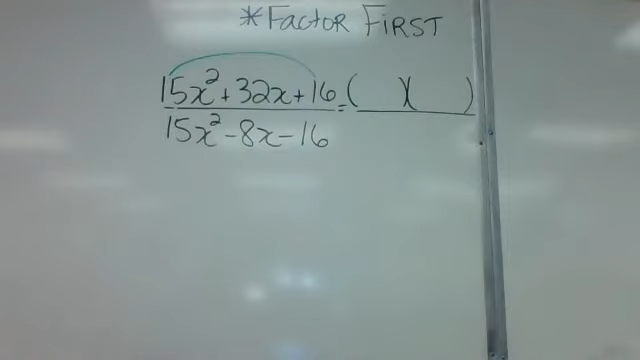 *FACTOR FIRST
15x²+32x+16 = (      )(      )
15x²-8x-16